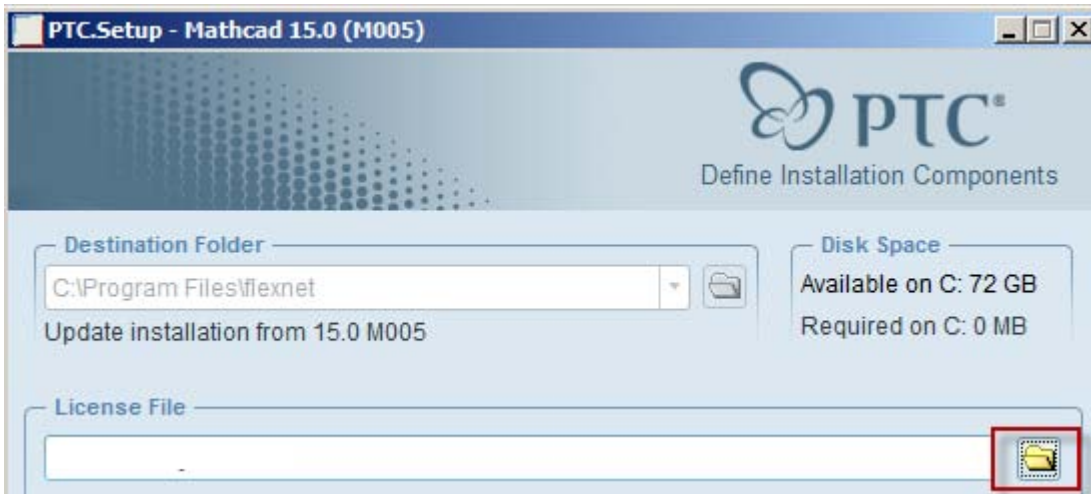 PTC.Setup - Mathcad 15.0 (M005)
PTC®
Define Installation Components
Destination Folder
C:\Program Files\flexnet
Update installation from 15.0 M005
Disk Space
Available on C: 72 GB
Required on C: 0 MB
License File
-